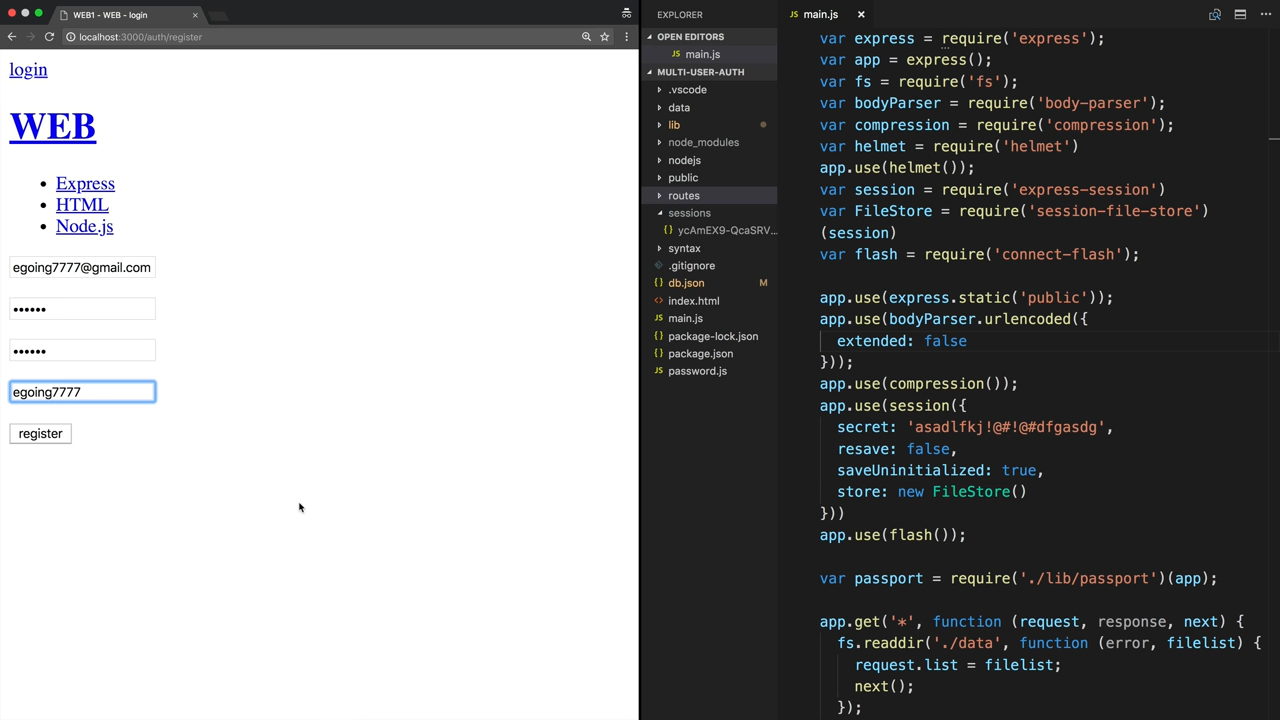 WEB1 - WEB - login
localhost:3000/auth/register
login
WEB
Express
HTML
Node.js
egoing7777@gmail.com
••••••
••••••
egoing7777
register
EXPLORER
OPEN EDITORS
JS main.js
MULTI-USER-AUTH
.vscode
data
lib
node_modules
nodejs
public
routes
sessions
{} ycAmEX9-QcaSRV...
syntax
.gitignore
{} db.json M
<> index.html
JS main.js
{} package-lock.json
{} package.json
JS password.js
JS main.js
var express = require('express');
var app = express();
var fs = require('fs');
var bodyParser = require('body-parser');
var compression = require('compression');
var helmet = require('helmet')
app.use(helmet());
var session = require('express-session')
var FileStore = require('session-file-store')
(session)
var flash = require('connect-flash');
app.use(express.static('public'));
app.use(bodyParser.urlencoded({
extended: false
}));
app.use(compression());
app.use(session({
secret: 'asadlfkj!@#!@#dfgasdg',
resave: false,
saveUninitialized: true,
store: new FileStore()
}))
app.use(flash());
var passport = require('./lib/passport')(app);
app.get('*', function (request, response, next) {
fs.readdir('./data', function (error, filelist) {
request.list = filelist;
next();
});